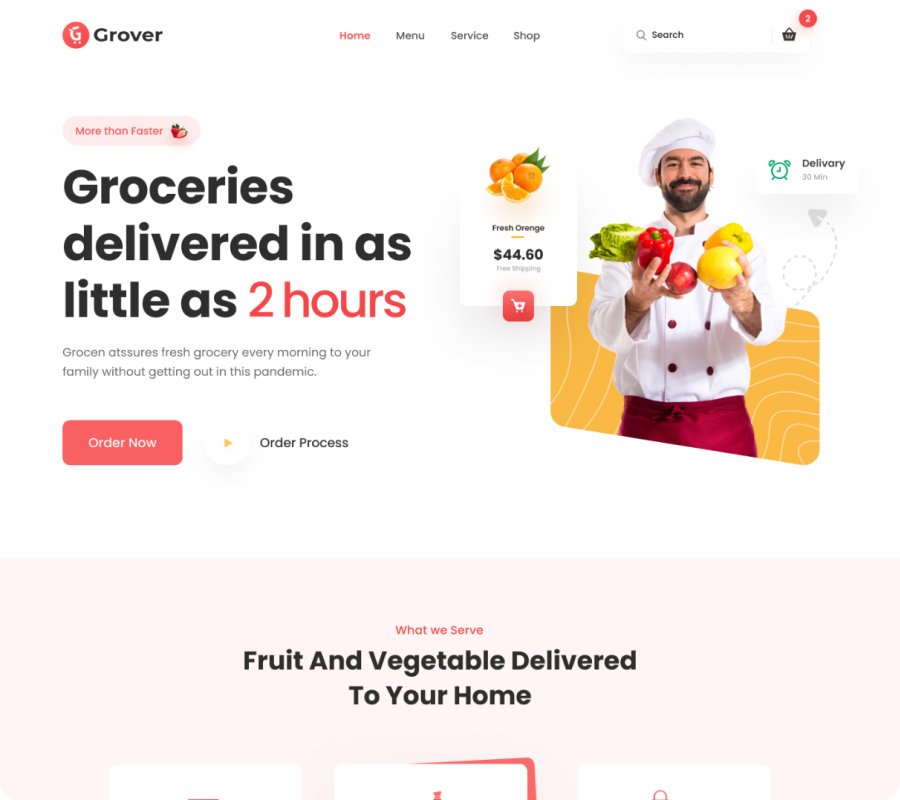 Grover
Home
Menu
Service
Shop
Search
2
More than Faster
Groceries
delivered in as
little as 2 hours
Grocen atssures fresh grocery every morning to your
family without getting out in this pandemic.
Order Now
Order Process
Fresh Orenge
$44.60
Free Shipping
Delivary
30 Min
What we Serve
Fruit And Vegetable Delivered
To Your Home